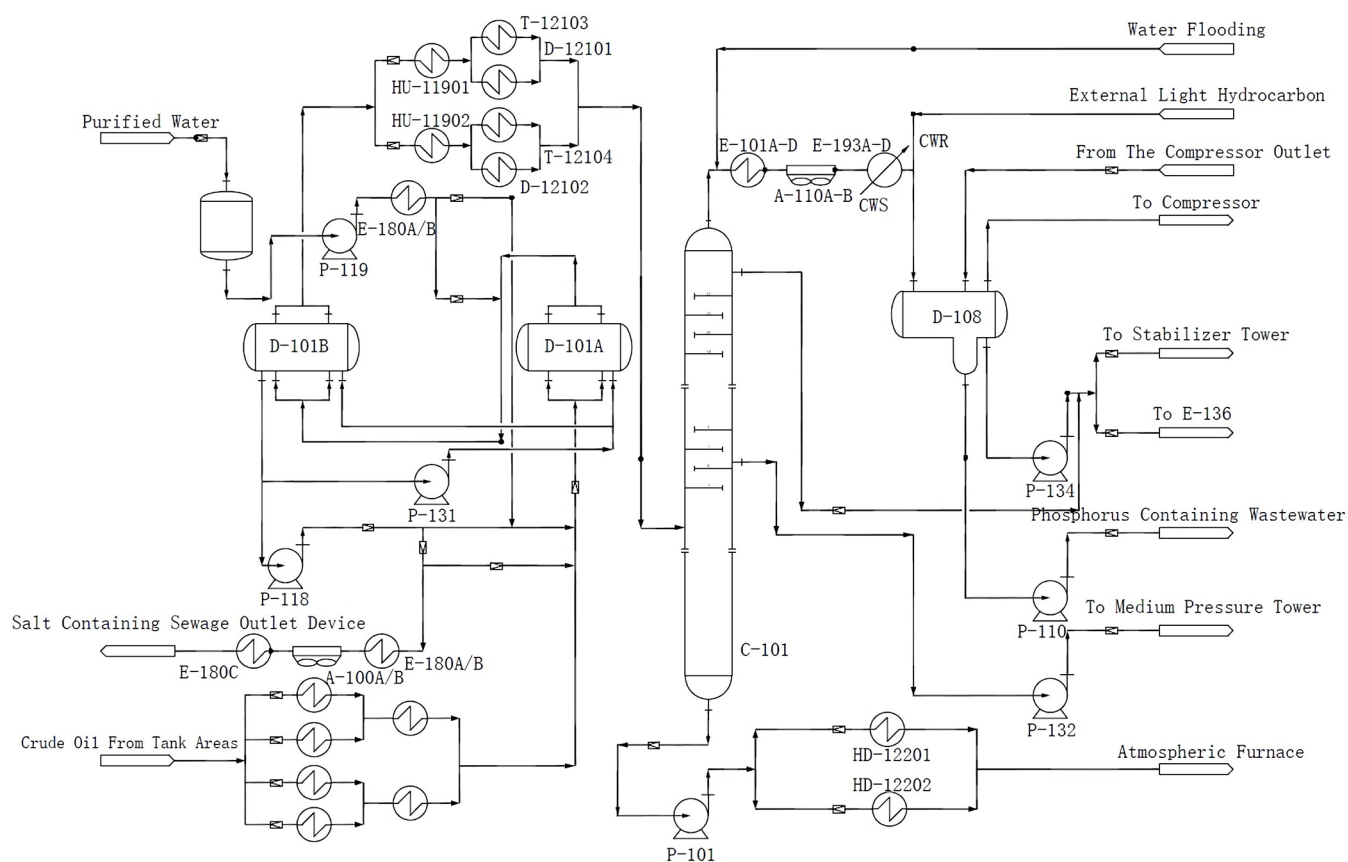 T-12103
Water Flooding
D-12101
HU-11901
External Light Hydrocarbon
Purified Water
HU-11902
E-101A-D
E-193A-D
CWR
From The Compressor Outlet
T-12104
D-12102
A-110A-B
CWS
To Compressor
E-180A/B
P-119
D-108
To Stabilizer Tower
D-101B
D-101A
To E-136
P-134
P-131
Phosphorus Containing Wastewater
P-118
To Medium Pressure Tower
Salt Containing Sewage Outlet Device
P-110
C-101
E-180C
A-100A/B
E-180A/B
P-132
Crude Oil From Tank Areas
HD-12201
Atmospheric Furnace
HD-12202
P-101